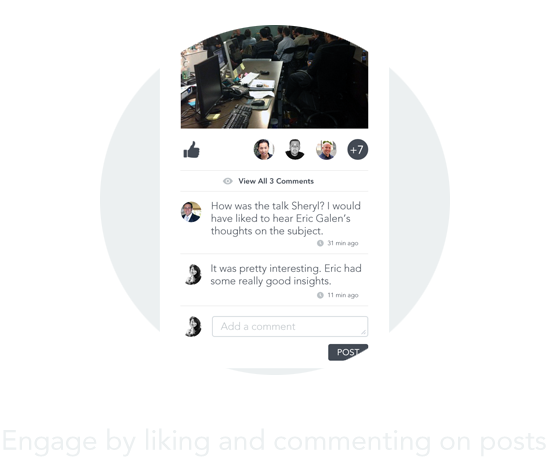 +7
View All 3 Comments
How was the talk Sheryl? I would
have liked to hear Eric Galen's
thoughts on the subject.
31 min ago
It was pretty interesting. Eric had
some really good insights.
11 min ago
Add a comment
POST
Engage by liking and commenting on posts